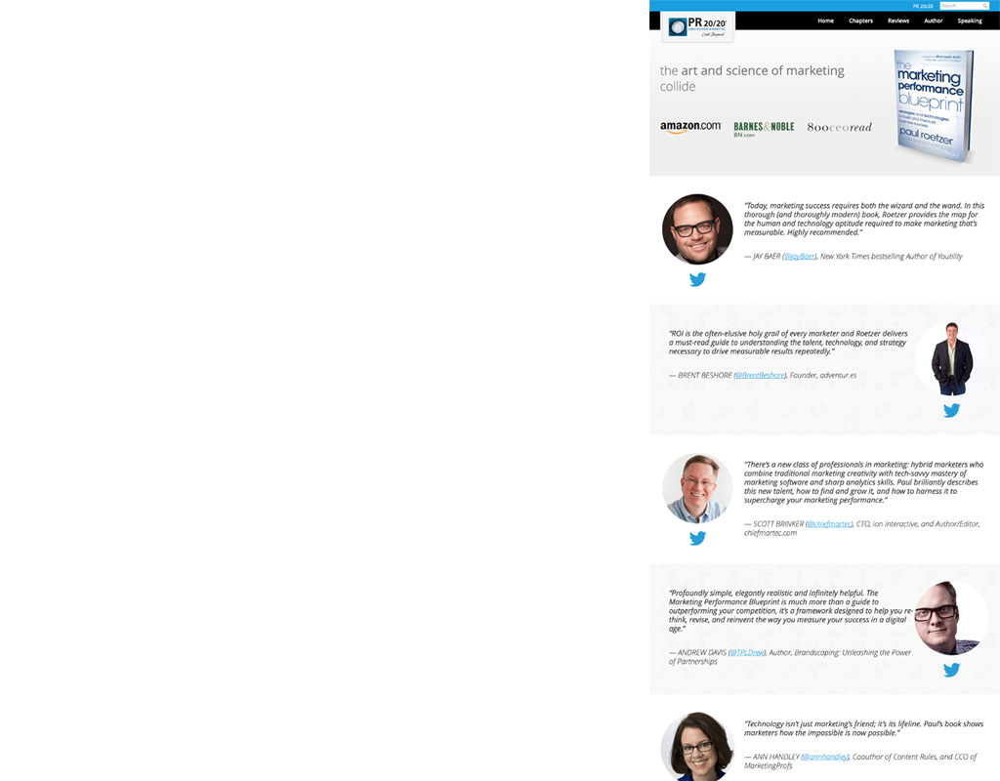 PR 20/20
Search
PR 20/20
Home Chapters Reviews Author Speaking
the art and science of marketing
collide
amazon.com
BARNES & NOBLE
BN.com
800ceoread
the
marketing
performance
blueprint
strategies and technologies
to build and measure
business success
paul roetzer
“Today, marketing success requires both the wizard and the wand. In this
thorough (and thoroughly modern) book, Roetzer provides the map for
the human and technology aptitude required to make marketing that’s
measurable. Highly recommended.”
— JAY BAER (@JayBaer), New York Times bestselling Author of Youtility
“ROI is the often-elusive holy grail of every marketer and Roetzer delivers
a must-read guide to understanding the talent, technology, and strategy
necessary to drive measurable results repeatedly.”
— BRENT BESHORE (@BrentBeshore), Founder, adventur.es
“There’s a new class of professionals in marketing: hybrid marketers who
combine traditional marketing creativity with tech-savvy mastery of
marketing software and sharp analytics skills. Paul brilliantly describes
this new talent, how to find and grow it, and how to harness it to
supercharge your marketing performance.”
— SCOTT BRINKER (@chiefmartec), CTO, ion interactive, and Author/Editor,
chiefmartec.com
“Profoundly simple, elegantly realistic and infinitely helpful. The
Marketing Performance Blueprint is much more than a guide to
outperforming your competition, it’s a framework designed to help you re-
think, revise, and reinvent the way you measure your success in a digital
age.”
— ANDREW DAVIS (@TPLDrew), Author, Brandscaping: Unleashing the Power
of Partnerships
“Technology isn’t just marketing’s friend; it’s its lifeline. Paul’s book shows
marketers how the impossible is now possible.”
— ANN HANDLEY (@annhandley), Coauthor of Content Rules, and CCO of
MarketingProfs